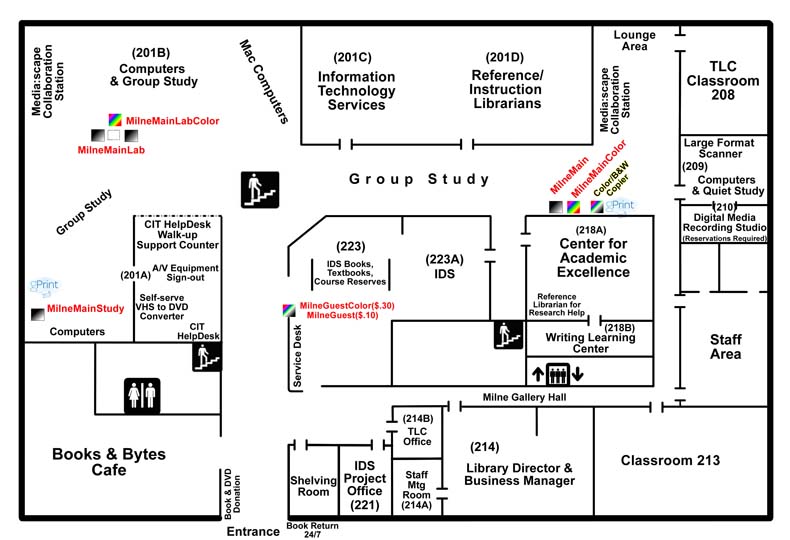 Media:scape
Collaboration
Station
(201B)
Computers
& Group Study
MilneMainLabColor
MilneMainLab
Mac Computers
(201C)
Information
Technology
Services
(201D)
Reference/
Instruction
Librarians
Lounge
Area
Media:scape
Collaboration
Station
TLC
Classroom
208
Large Format
Scanner
(209)
Computers
& Quiet Study
(210)
Digital Media
Recording Studio
(Reservations Required)
Group Study
MilneMain
MilneMainColor
Color/B&W
Copier
gPrint
Group Study
gPrint
MilneMainStudy
Computers
CIT HelpDesk
Walk-up
Support Counter
(201A)
A/V Equipment
Sign-out
Self-serve
VHS to DVD
Converter
CIT
HelpDesk
(223)
IDS Books,
Textbooks,
Course Reserves
(223A)
IDS
MilneGuestColor($.30)
MilneGuest($.10)
Service Desk
(218A)
Center for
Academic
Excellence
Reference
Librarian for
Research Help
(218B)
Writing Learning
Center
Staff
Area
Milne Gallery Hall
Books & Bytes
Cafe
Book & DVD
Donation
Entrance
Shelving
Room
Book Return
24/7
IDS
Project
Office
(221)
(214B)
TLC
Office
Staff
Mtg
Room
(214A)
(214)
Library Director &
Business Manager
Classroom 213